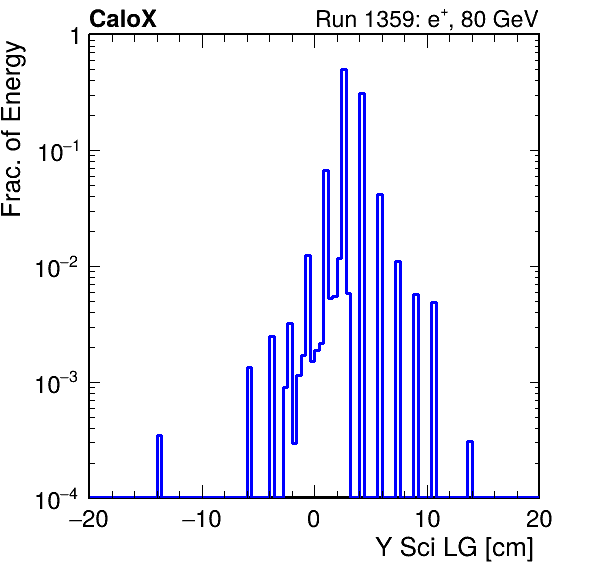 CaloX Run 1359: e⁺, 80 GeV
Frac. of Energy
1
10⁻¹
10⁻²
10⁻³
10⁻⁴
−20 −10 0 10 20
Y Sci LG [cm]